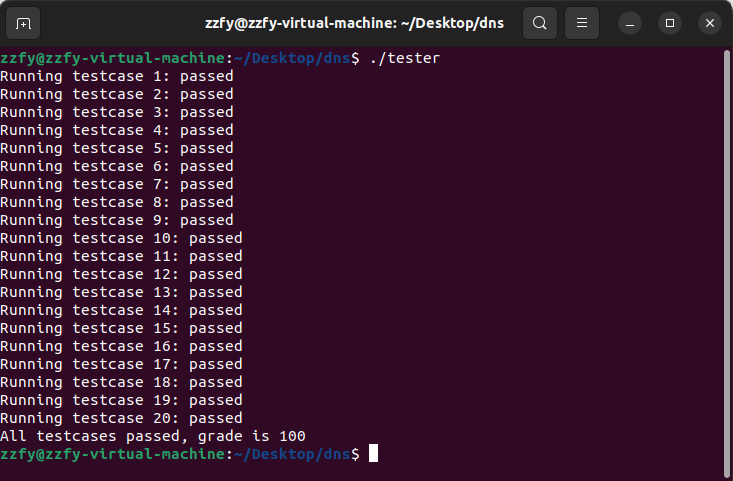 zzfy@zzfy-virtual-machine: ~/Desktop/dns
zzfy@zzfy-virtual-machine:~/Desktop/dns$ ./tester
Running testcase 1: passed
Running testcase 2: passed
Running testcase 3: passed
Running testcase 4: passed
Running testcase 5: passed
Running testcase 6: passed
Running testcase 7: passed
Running testcase 8: passed
Running testcase 9: passed
Running testcase 10: passed
Running testcase 11: passed
Running testcase 12: passed
Running testcase 13: passed
Running testcase 14: passed
Running testcase 15: passed
Running testcase 16: passed
Running testcase 17: passed
Running testcase 18: passed
Running testcase 19: passed
Running testcase 20: passed
All testcases passed, grade is 100
zzfy@zzfy-virtual-machine:~/Desktop/dns$